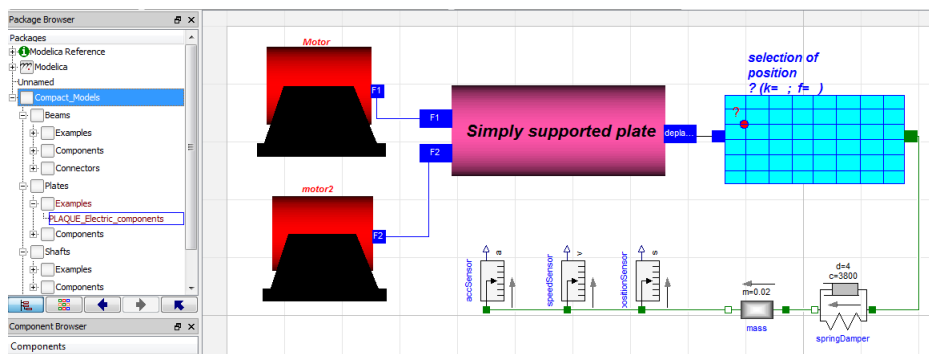 Package Browser
Packages
Modelica Reference
Modelica
Unnamed
Compact_Models
Beams
Examples
Components
Connectors
Plates
Examples
PLAQUE_Electric_components
Components
Shafts
Examples
Components
Component Browser
Components
Motor
F1
motor2
F2
F1
F2
Simply supported plate
depla...
selection of
position
? (k= ; f= )
?
a
accSensor
v
speedSensor
s
positionSensor
m=0.02
mass
d=4
c=3800
springDamper